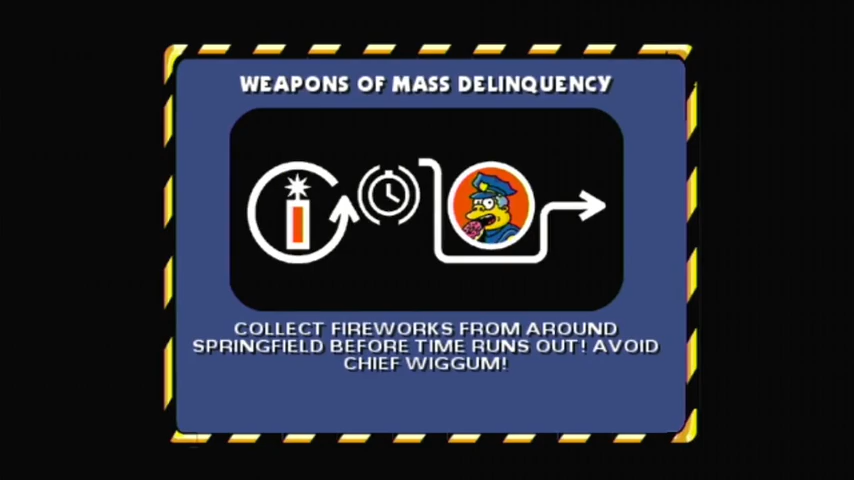 WEAPONS OF MASS DELINQUENCY
COLLECT FIREWORKS FROM AROUND
SPRINGFIELD BEFORE TIME RUNS OUT! AVOID
CHIEF WIGGUM!